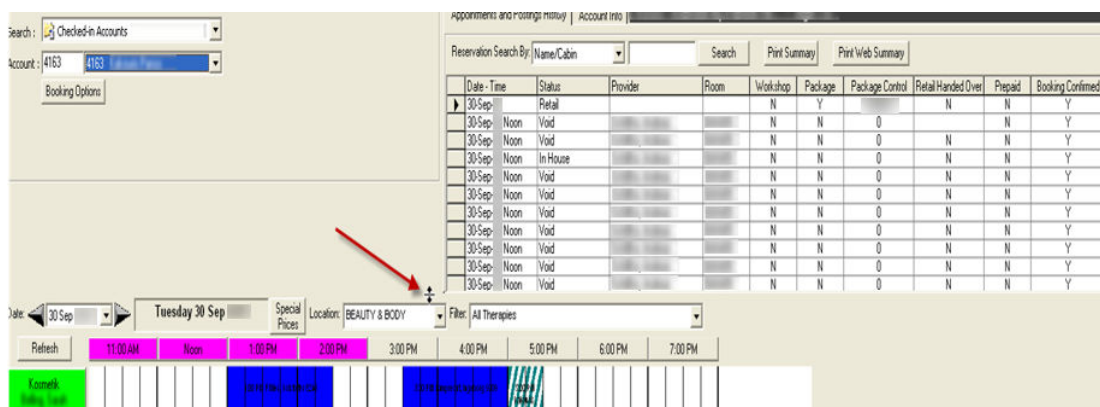 Appointments and Postings History Account Info
Search : Checked-in Accounts
Reservation Search By: Name/Cabin Search Print Summary Print Web Summary
Account : 4163 4163
Booking Options
Date - Time Status Provider Room Workshop Package Package Control Retail Handed Over Prepaid Booking Confirmed
30-Sep- Retail N Y N N Y
30-Sep- Noon Void N N 0 N Y
30-Sep- Noon Void N N 0 N N Y
30-Sep- Noon In House N N 0 N N Y
30-Sep- Noon Void N N 0 N N Y
30-Sep- Noon Void N N 0 N N Y
30-Sep- Noon Void N N 0 N N Y
30-Sep- Noon Void N N 0 N N Y
30-Sep- Noon Void N N 0 N N Y
30-Sep- Noon Void N N 0 N N Y
30-Sep- Noon Void N N 0 N N Y
Date: 30 Sep Tuesday 30 Sep Special Prices Location: BEAUTY & BODY Filter: All Therapies
Refresh 11:00 AM Noon 1:00 PM 2:00 PM 3:00 PM 4:00 PM 5:00 PM 6:00 PM 7:00 PM
Kosmetik